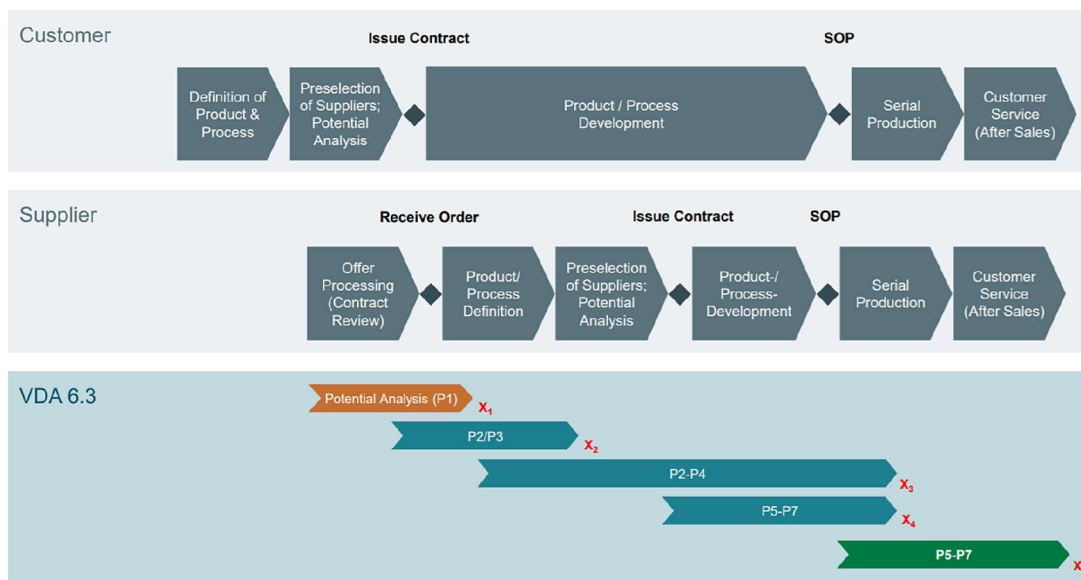 Customer
Issue Contract
SOP
Definition of
Product &
Process
Preselection
of Suppliers;
Potential
Analysis
Product / Process
Development
Serial
Production
Customer
Service
(After Sales)
Supplier
Receive Order
Issue Contract
SOP
Offer
Processing
(Contract
Review)
Product/
Process
Definition
Preselection
of Suppliers;
Potential
Analysis
Product-/
Process-
Development
Serial
Production
Customer
Service
(After Sales)
VDA 6.3
Potential Analysis (P1)
X₁
P2/P3
X₂
P2-P4
X₃
P5-P7
X₄
P5-P7
X